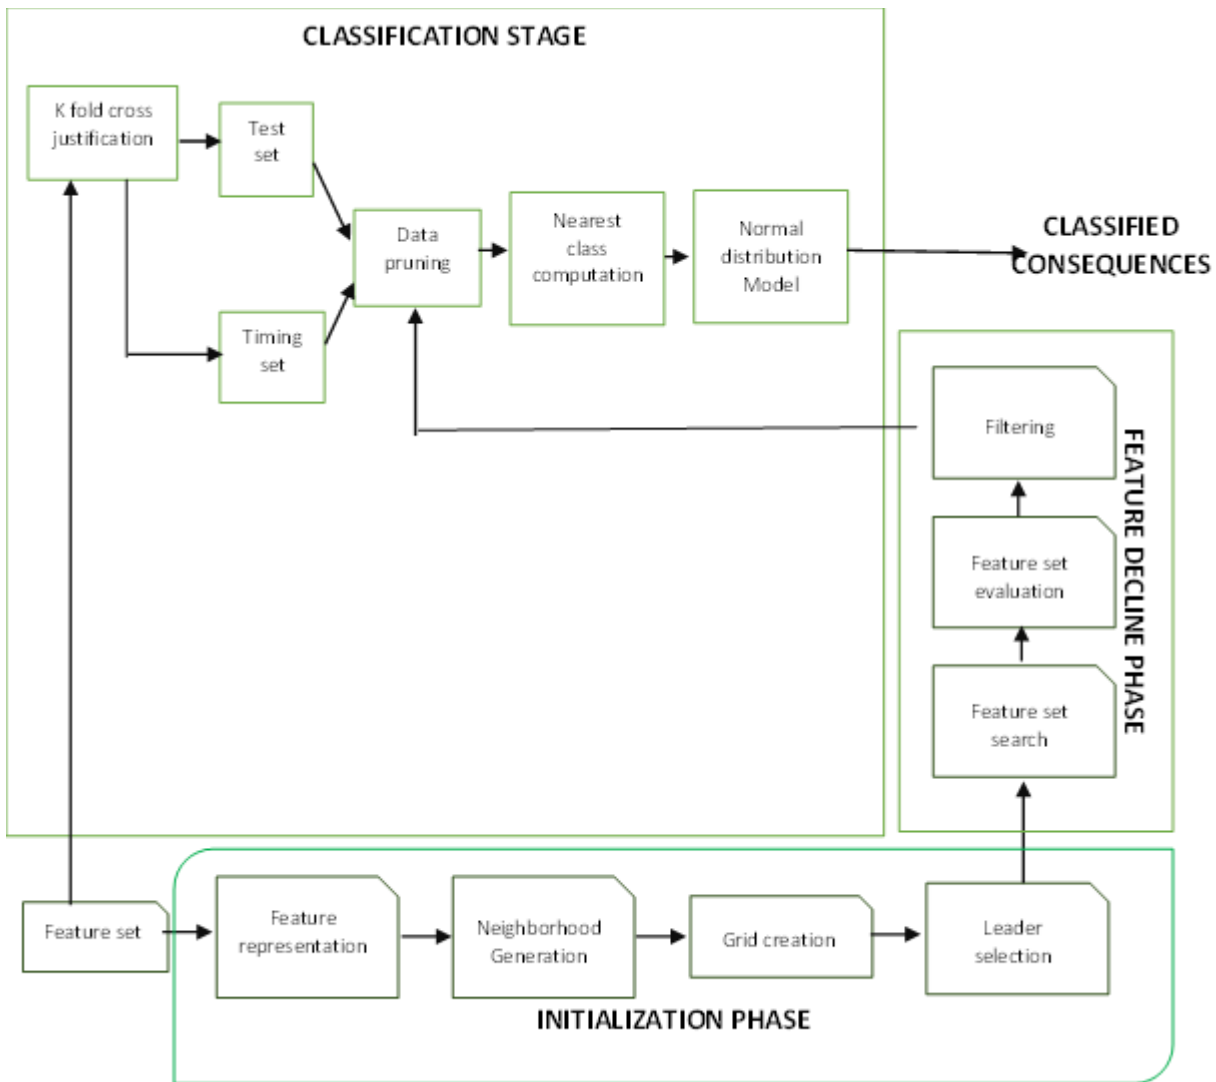 CLASSIFICATION STAGE
K fold cross
justification
Test
set
Timing
set
Data
pruning
Nearest
class
computation
Normal
distribution
Model
CLASSIFIED
CONSEQUENCES
Filtering
Feature set
evaluation
Feature set
search
FEATURE DECLINE PHASE
Feature set
Feature
representation
Neighborhood
Generation
Grid creation
Leader
selection
INITIALIZATION PHASE